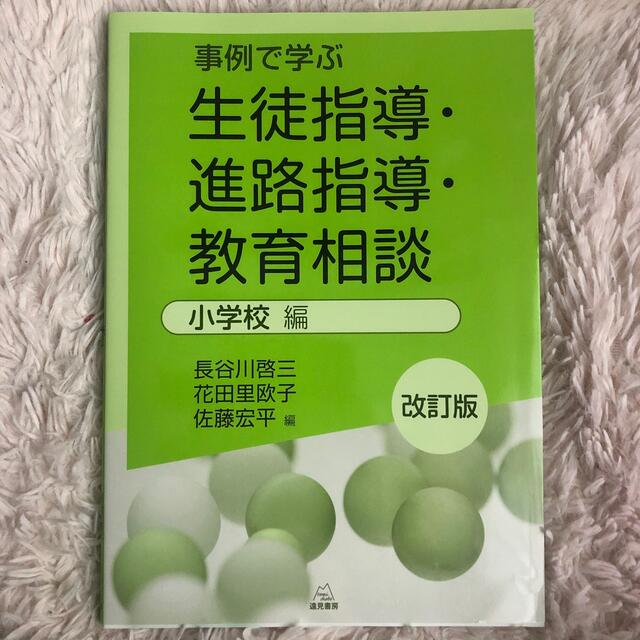 事例で学ぶ
生徒指導・
進路指導・
教育相談
小学校 編
長谷川啓三
花田里欧子
佐藤宏平 編
改訂版
遠見書房